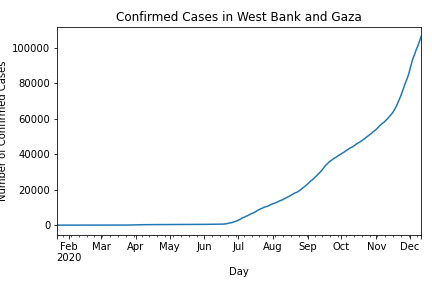 Confirmed Cases in West Bank and Gaza
Number of Confirmed Cases
100000
80000
60000
40000
20000
0
Feb Mar Apr May Jun Jul Aug Sep Oct Nov Dec
2020
Day